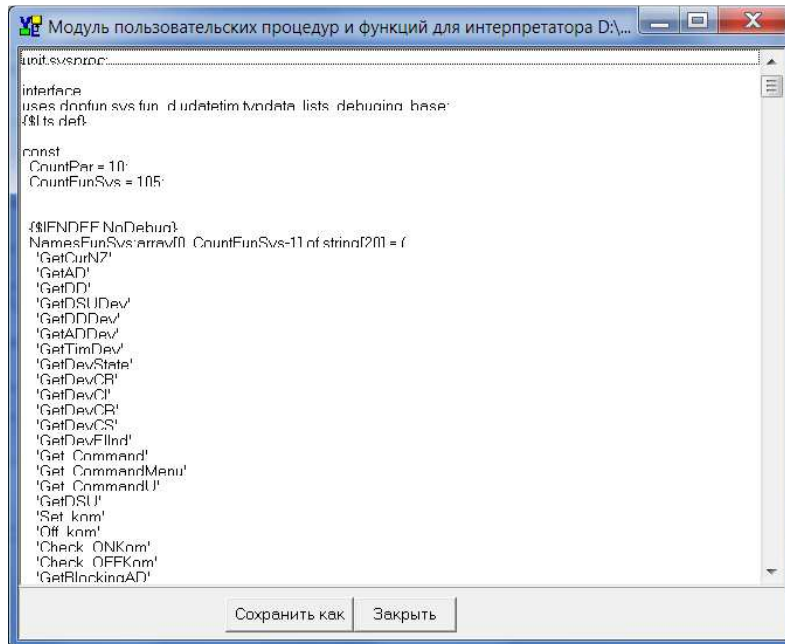 Модуль пользовательских процедур и функций для интерпретатора D:\...
unit sysproc;
interface
uses dopfun,sys,fun_d,udatetim,typdata,lists,debuging,base;
{$I ts.def}
const
CountPar = 10;
CountFunSys = 105;
{$IFNDEF NoDebug}
NamesFunSys:array[0..CountFunSys-1] of string[20] = (
'GetCurNZ'
'GetAD'
'GetDD'
'GetDSUDev'
'GetDDDev'
'GetADDev'
'GetTimDev'
'GetDevState'
'GetDevCB'
'GetDevCI'
'GetDevCR'
'GetDevCS'
'GetDevElInd'
'Get_Command'
'Get_CommandMenu'
'Get_CommandU'
'GetDSU'
'Set_kom'
'Off_kom'
'Check_ONKom'
'Check_OFFKom'
'GetBlockingAD'
Сохранить как
Закрыть